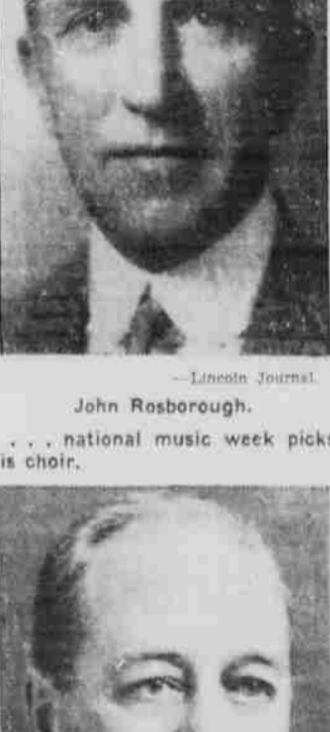 —Lincoln Journal.
John Rosborough.
. . . national music week picks
is choir.